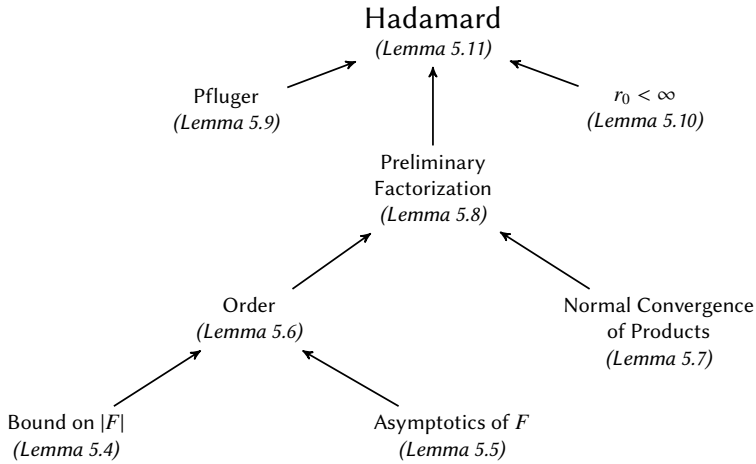 Hadamard
(Lemma 5.11)
Pfluger
(Lemma 5.9)
r₀ < ∞
(Lemma 5.10)
Preliminary
Factorization
(Lemma 5.8)
Order
(Lemma 5.6)
Normal Convergence
of Products
(Lemma 5.7)
Bound on |F|
(Lemma 5.4)
Asymptotics of F
(Lemma 5.5)